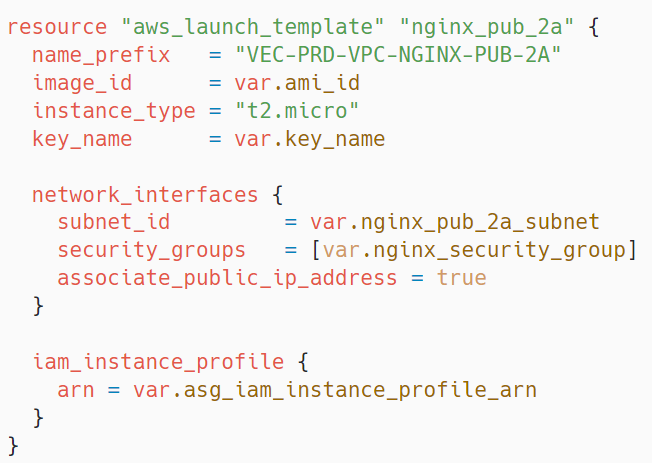 resource "aws_launch_template" "nginx_pub_2a" {
  name_prefix   = "VEC-PRD-VPC-NGINX-PUB-2A"
  image_id      = var.ami_id
  instance_type = "t2.micro"
  key_name      = var.key_name

  network_interfaces {
    subnet_id         = var.nginx_pub_2a_subnet
    security_groups   = [var.nginx_security_group]
    associate_public_ip_address = true
  }

  iam_instance_profile {
    arn = var.asg_iam_instance_profile_arn
  }
}